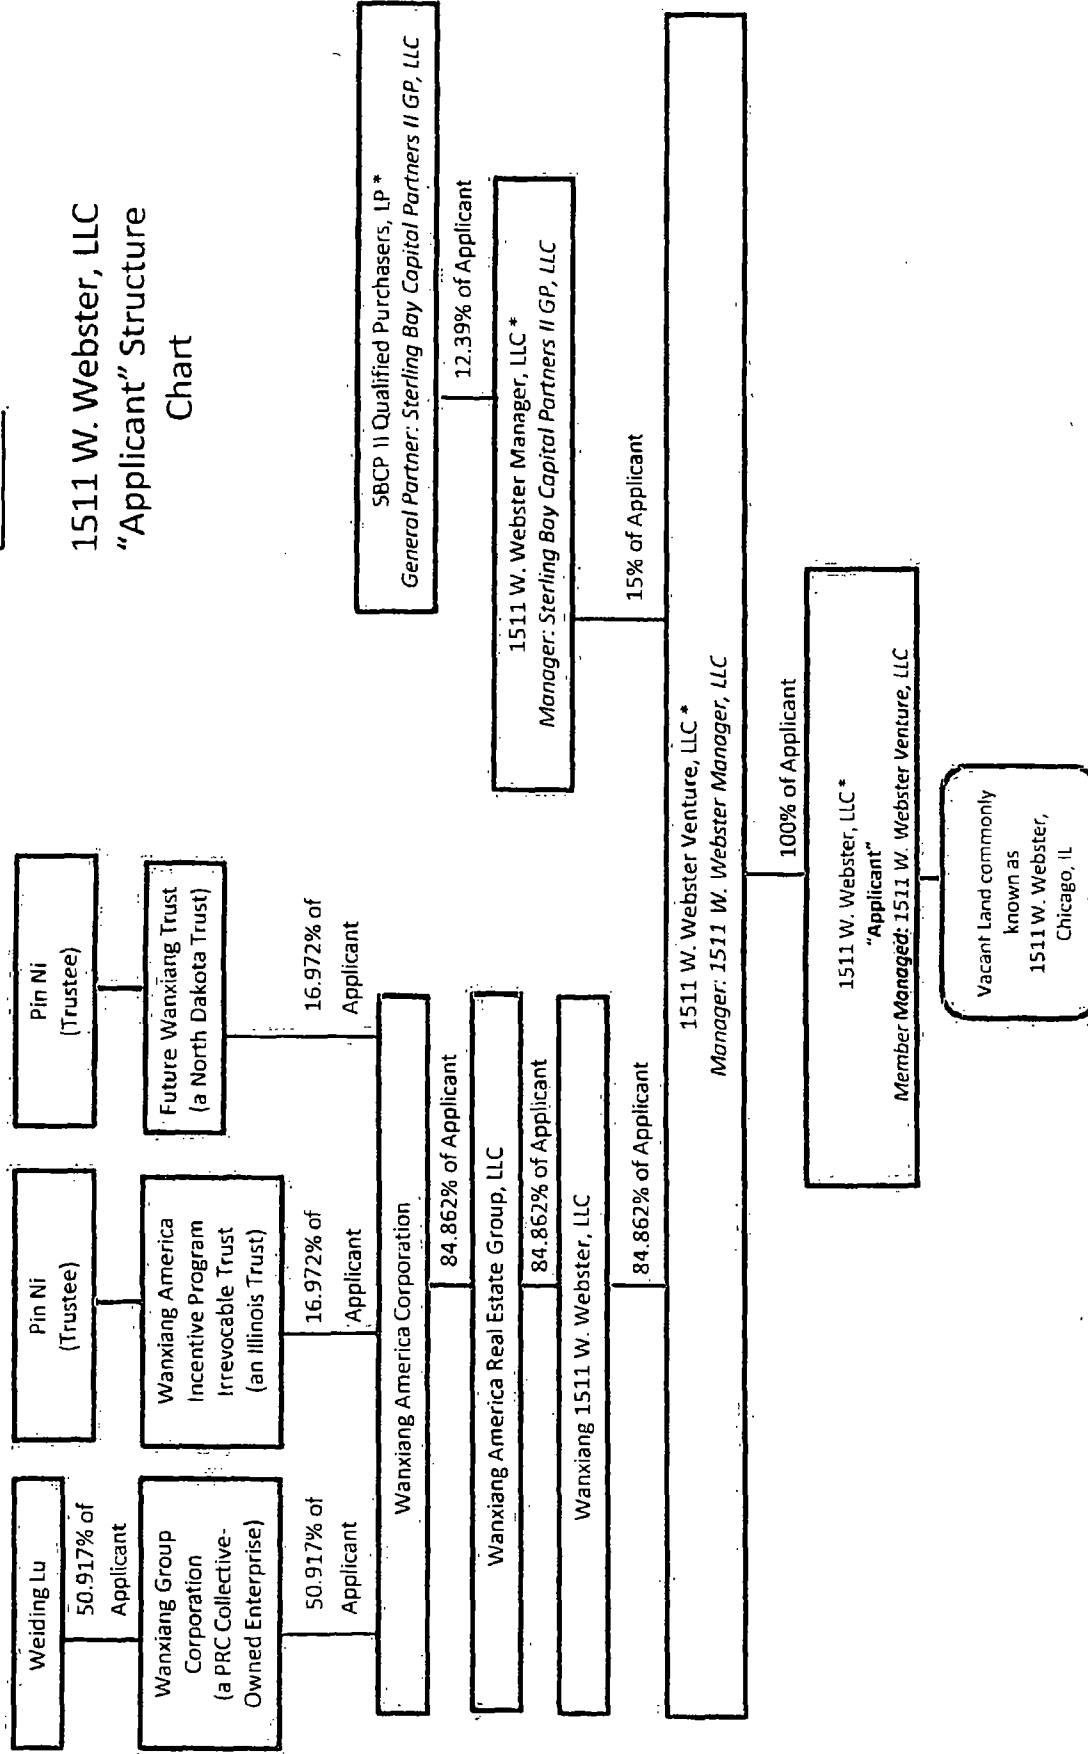 1511 W. Webster, LLC
"Applicant" Structure
Chart
Weiding Lu
50.917% of
Applicant
Wanxiang Group
Corporation
(a PRC Collective-
Owned Enterprise)
50.917% of
Applicant
Pin Ni
(Trustee)
Wanxiang America
Incentive Program
Irrevocable Trust
(an Illinois Trust)
16.972% of
Applicant
Pin Ni
(Trustee)
Future Wanxiang Trust
(a North Dakota Trust)
16.972% of
Applicant
Wanxiang America Corporation
84.862% of Applicant
Wanxiang America Real Estate Group, LLC
84.862% of Applicant
Wanxiang 1511 W. Webster, LLC
84.862% of Applicant
SBCP II Qualified Purchasers, LP *
General Partner: Sterling Bay Capital Partners II GP, LLC
12.39% of Applicant
1511 W. Webster Manager, LLC *
Manager: Sterling Bay Capital Partners II GP, LLC
15% of Applicant
1511 W. Webster Venture, LLC *
Manager: 1511 W. Webster Manager, LLC
100% of Applicant
1511 W. Webster, LLC *
"Applicant"
Member Managed: 1511 W. Webster Venture, LLC
Vacant Land commonly
known as
1511 W. Webster,
Chicago, IL